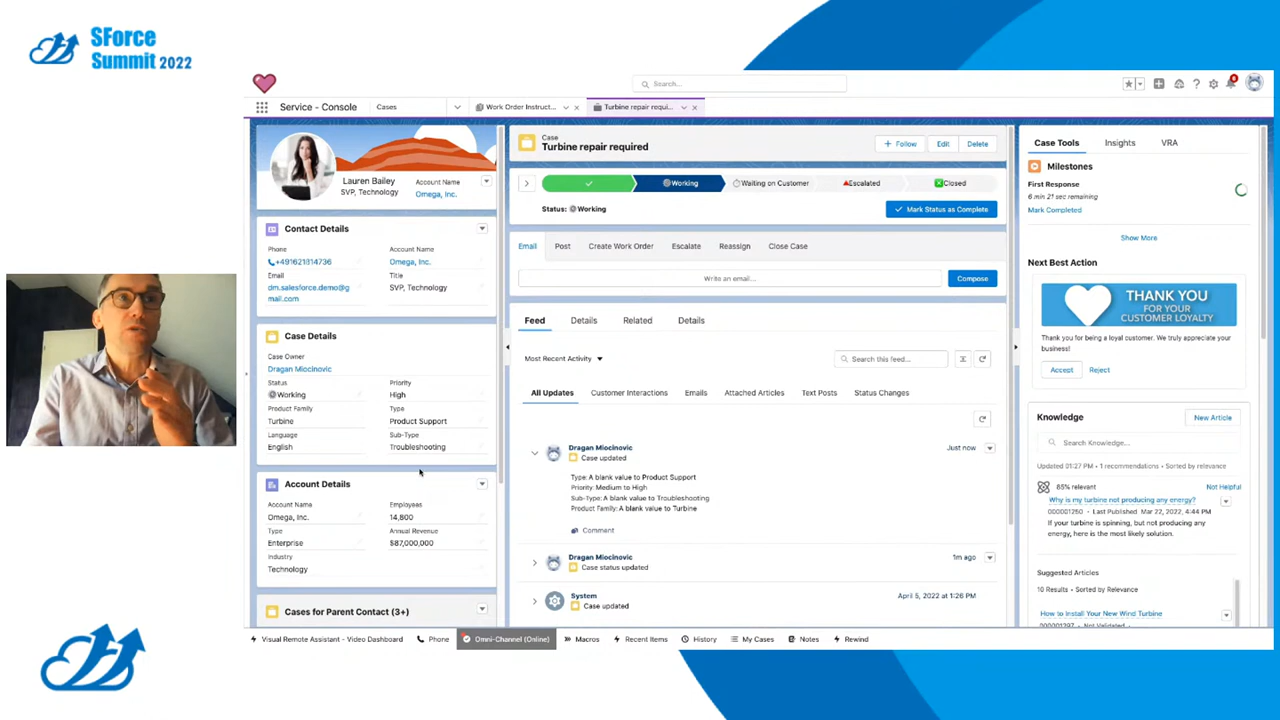 SForce
Summit 2022
Search...
?
8
Service - Console
Cases
Work Order Instruct...
Turbine repair requi...
Lauren Bailey
SVP, Technology
Account Name
Omega, Inc.
Contact Details
Phone
+491621814736
Account Name
Omega, Inc.
Email
dm.salesforce.demo@g
mail.com
Title
SVP, Technology
Case Details
Case Owner
Dragan Miocinovic
Status
Working
Priority
High
Product Family
Turbine
Type
Product Support
Language
English
Sub-Type
Troubleshooting
Account Details
Account Name
Omega, Inc.
Employees
14,800
Type
Enterprise
Annual Revenue
$87,000,000
Industry
Technology
Cases for Parent Contact (3+)
Case
Turbine repair required
+ Follow
Edit
Delete
Working
Waiting on Customer
Escalated
Closed
Status: Working
Mark Status as Complete
Email
Post
Create Work Order
Escalate
Reassign
Close Case
Write an email...
Compose
Feed
Details
Related
Details
Most Recent Activity
Search this feed...
All Updates
Customer Interactions
Emails
Attached Articles
Text Posts
Status Changes
Dragan Miocinovic
Case updated
Just now
Type: A blank value to Product Support
Priority: Medium to High
Sub-Type: A blank value to Troubleshooting
Product Family: A blank value to Turbine
Comment
Dragan Miocinovic
Case status updated
1m ago
System
Case updated
April 5, 2022 at 1:26 PM
Case Tools
Insights
VRA
Milestones
First Response
6 min 21 sec remaining
Mark Completed
Show More
Next Best Action
THANK YOU
FOR YOUR
CUSTOMER LOYALTY
Thank you for being a loyal customer. We truly appreciate your
business!
Accept
Reject
Knowledge
New Article
Search Knowledge...
Updated 01:27 PM • 1 recommendations • Sorted by relevance
85% relevant
Not Helpful
Why is my turbine not producing any energy?
000001250 • Last Published Mar 22, 2022, 4:44 PM
If your turbine is spinning, but not producing any
energy, here is the most likely solution.
Suggested Articles
10 Results • Sorted by Relevance
How to Install Your New Wind Turbine
000001297 • Not Validated
Visual Remote Assistant - Video Dashboard
Phone
Omni-Channel (Online)
Macros
Recent Items
History
My Cases
Notes
Rewind